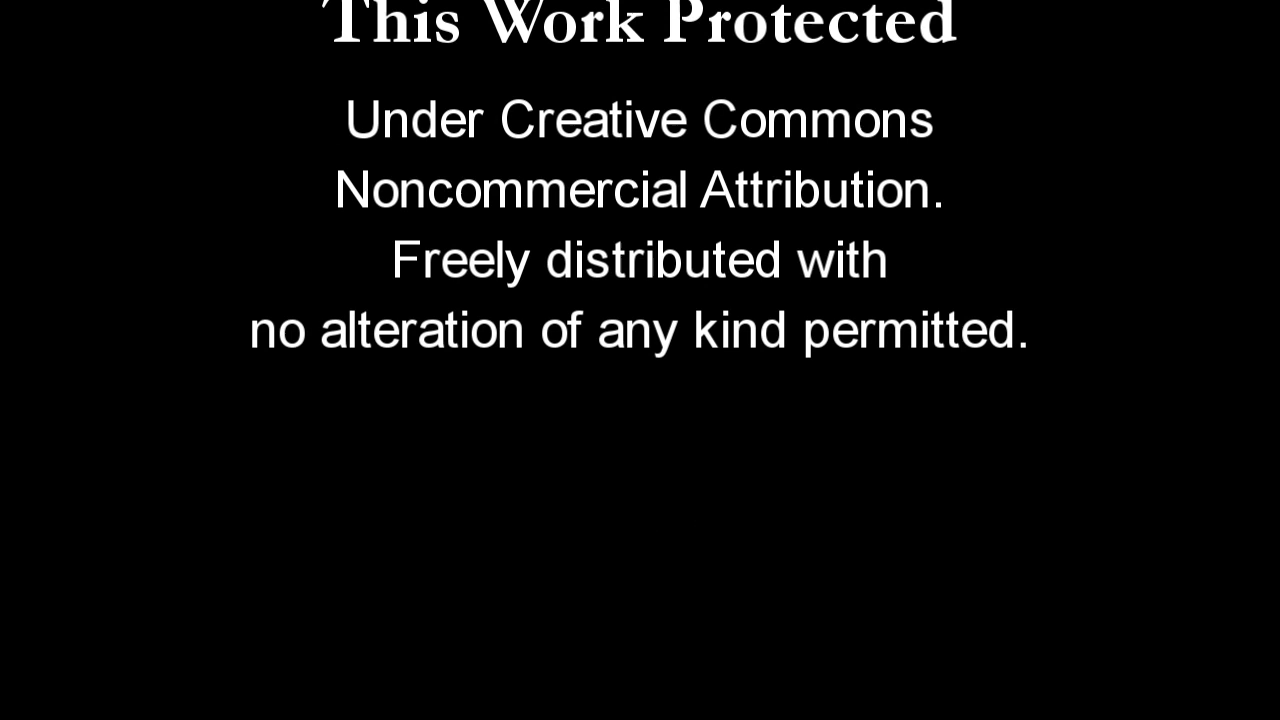 This Work Protected
Under Creative Commons
Noncommercial Attribution.
Freely distributed with
no alteration of any kind permitted.